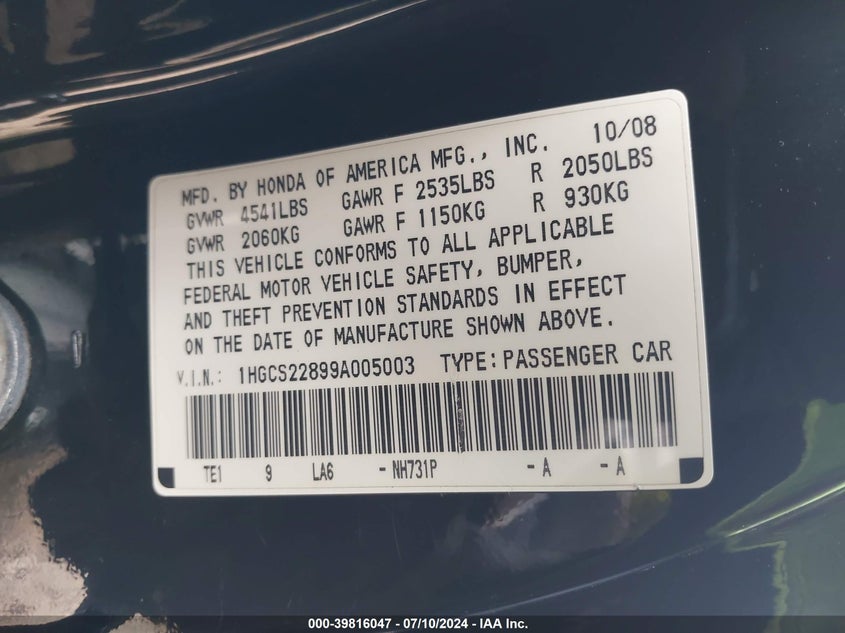 MFD. BY HONDA OF AMERICA MFG., INC. 10/08
GVWR 4541LBS GAWR F 2535LBS R 2050LBS
GVWR 2060KG GAWR F 1150KG R 930KG
THIS VEHICLE CONFORMS TO ALL APPLICABLE
FEDERAL MOTOR VEHICLE SAFETY, BUMPER,
AND THEFT PREVENTION STANDARDS IN EFFECT
ON THE DATE OF MANUFACTURE SHOWN ABOVE.
V.I.N.: 1HGCS22899A005003 TYPE: PASSENGER CAR
TE1 9 LA6 -NH731P -A -A
000-39816047 / 07/10/2024 - IAA Inc.